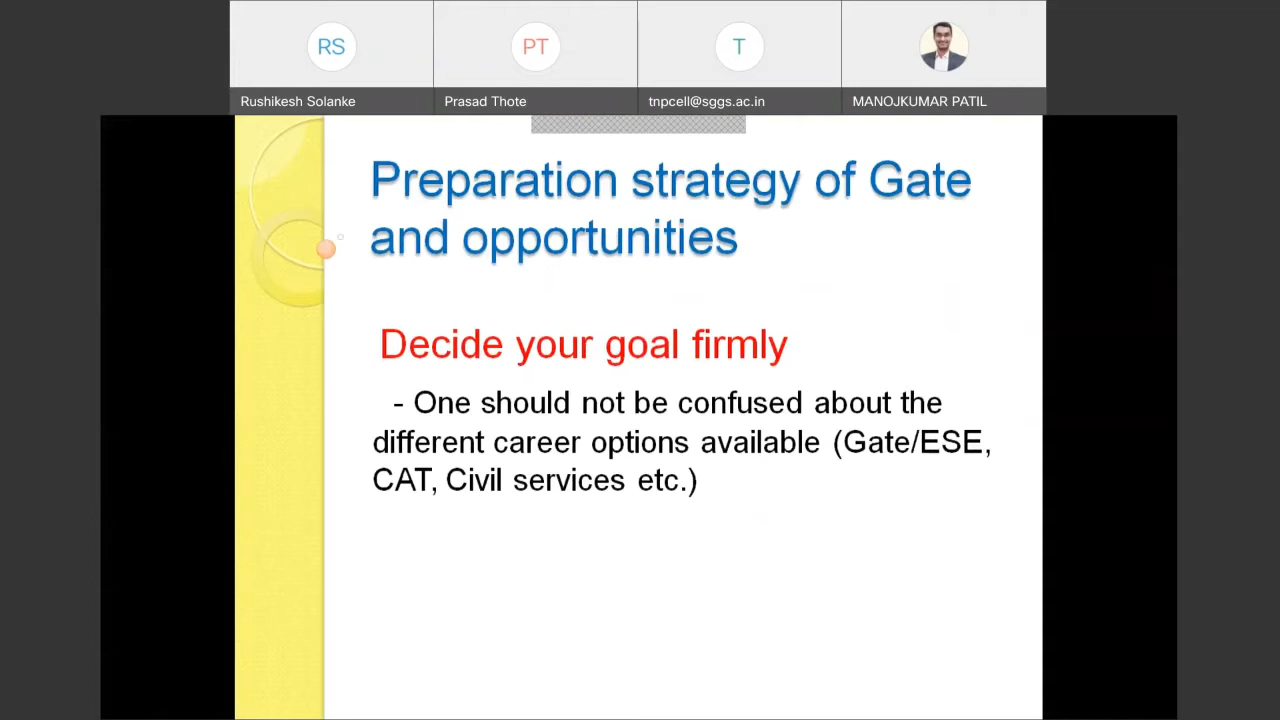 RS
PT
T
Rushikesh Solanke
Prasad Thote
tnpcell@sggs.ac.in
MANOJKUMAR PATIL
Preparation strategy of Gate
and opportunities
Decide your goal firmly
- One should not be confused about the
different career options available (Gate/ESE,
CAT, Civil services etc.)